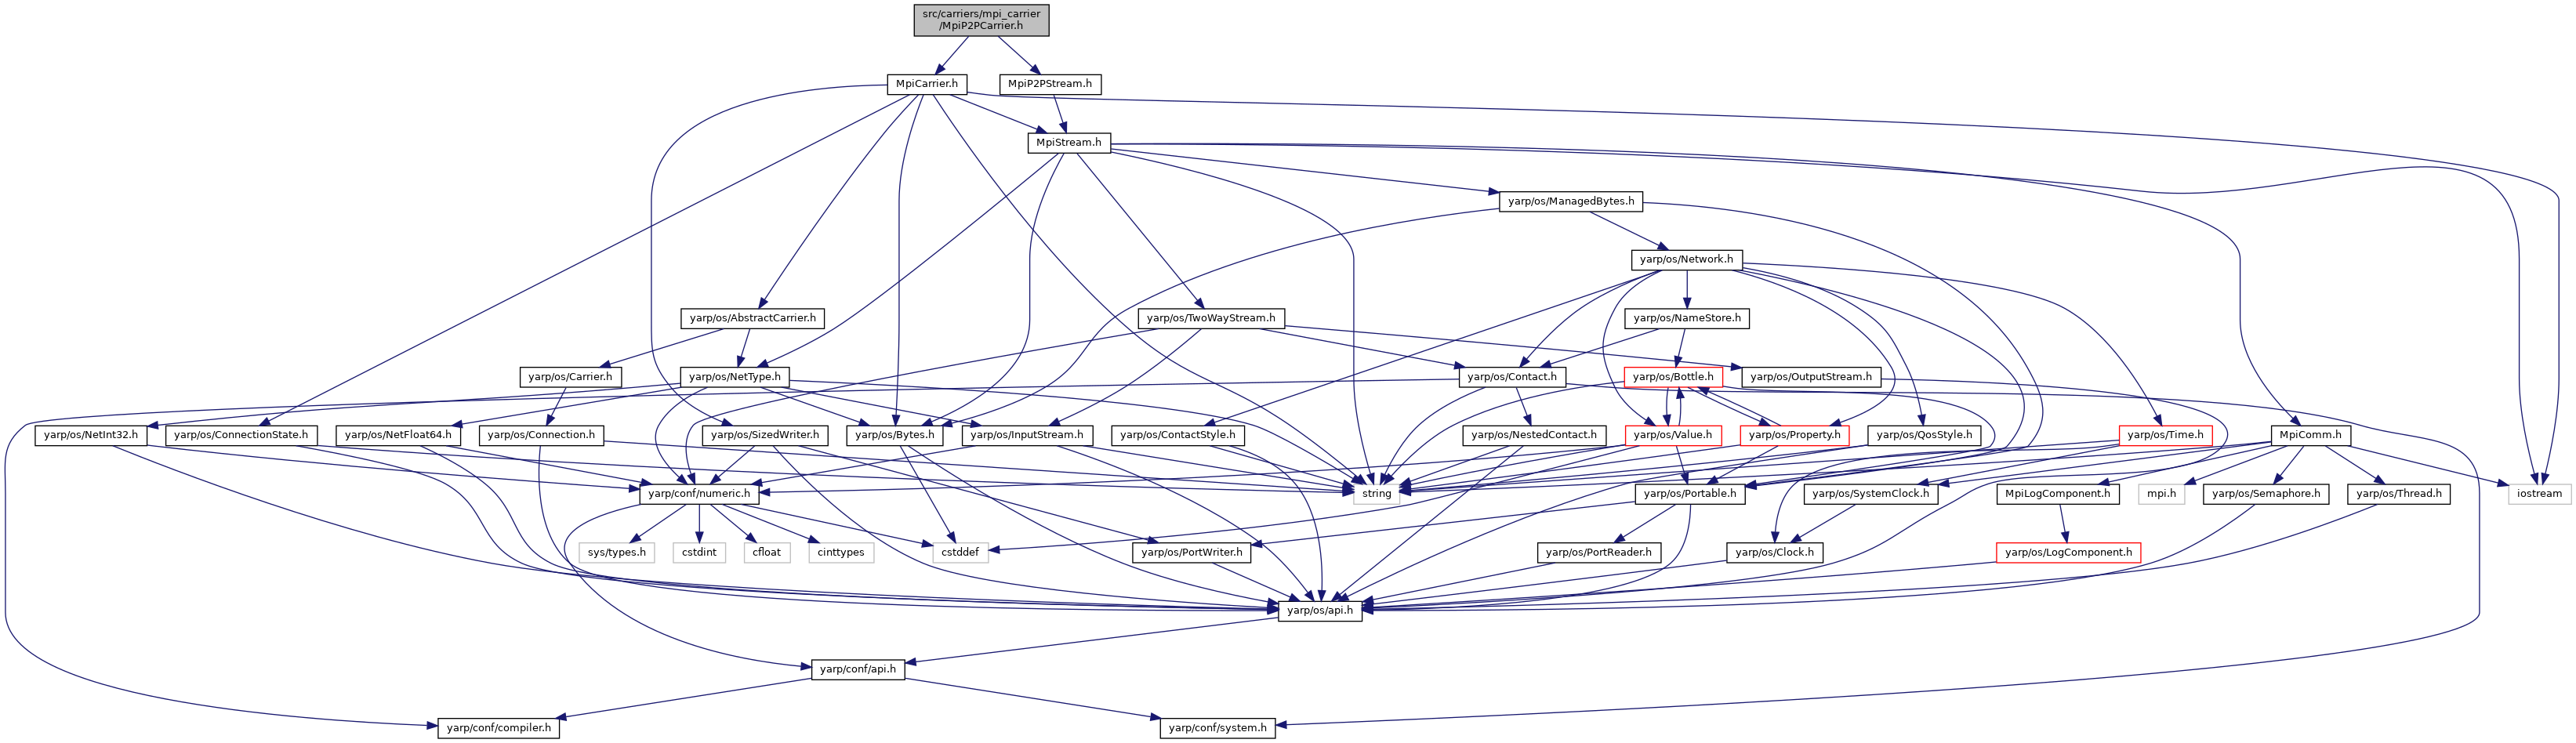 src/carriers/mpi_carrier
/MpiP2PCarrier.h
MpiCarrier.h
MpiP2PStream.h
MpiStream.h
yarp/os/ManagedBytes.h
yarp/os/Network.h
yarp/os/AbstractCarrier.h
yarp/os/TwoWayStream.h
yarp/os/NameStore.h
yarp/os/Carrier.h
yarp/os/NetType.h
yarp/os/Contact.h
yarp/os/Bottle.h
yarp/os/OutputStream.h
yarp/os/NetInt32.h
yarp/os/ConnectionState.h
yarp/os/NetFloat64.h
yarp/os/Connection.h
yarp/os/SizedWriter.h
yarp/os/Bytes.h
yarp/os/InputStream.h
yarp/os/ContactStyle.h
yarp/os/NestedContact.h
yarp/os/Value.h
yarp/os/Property.h
yarp/os/QosStyle.h
yarp/os/Time.h
MpiComm.h
yarp/conf/numeric.h
string
yarp/os/Portable.h
yarp/os/SystemClock.h
MpiLogComponent.h
mpi.h
yarp/os/Semaphore.h
yarp/os/Thread.h
iostream
sys/types.h
cstdint
cfloat
cinttypes
cstddef
yarp/os/PortWriter.h
yarp/os/PortReader.h
yarp/os/Clock.h
yarp/os/LogComponent.h
yarp/os/api.h
yarp/conf/api.h
yarp/conf/compiler.h
yarp/conf/system.h